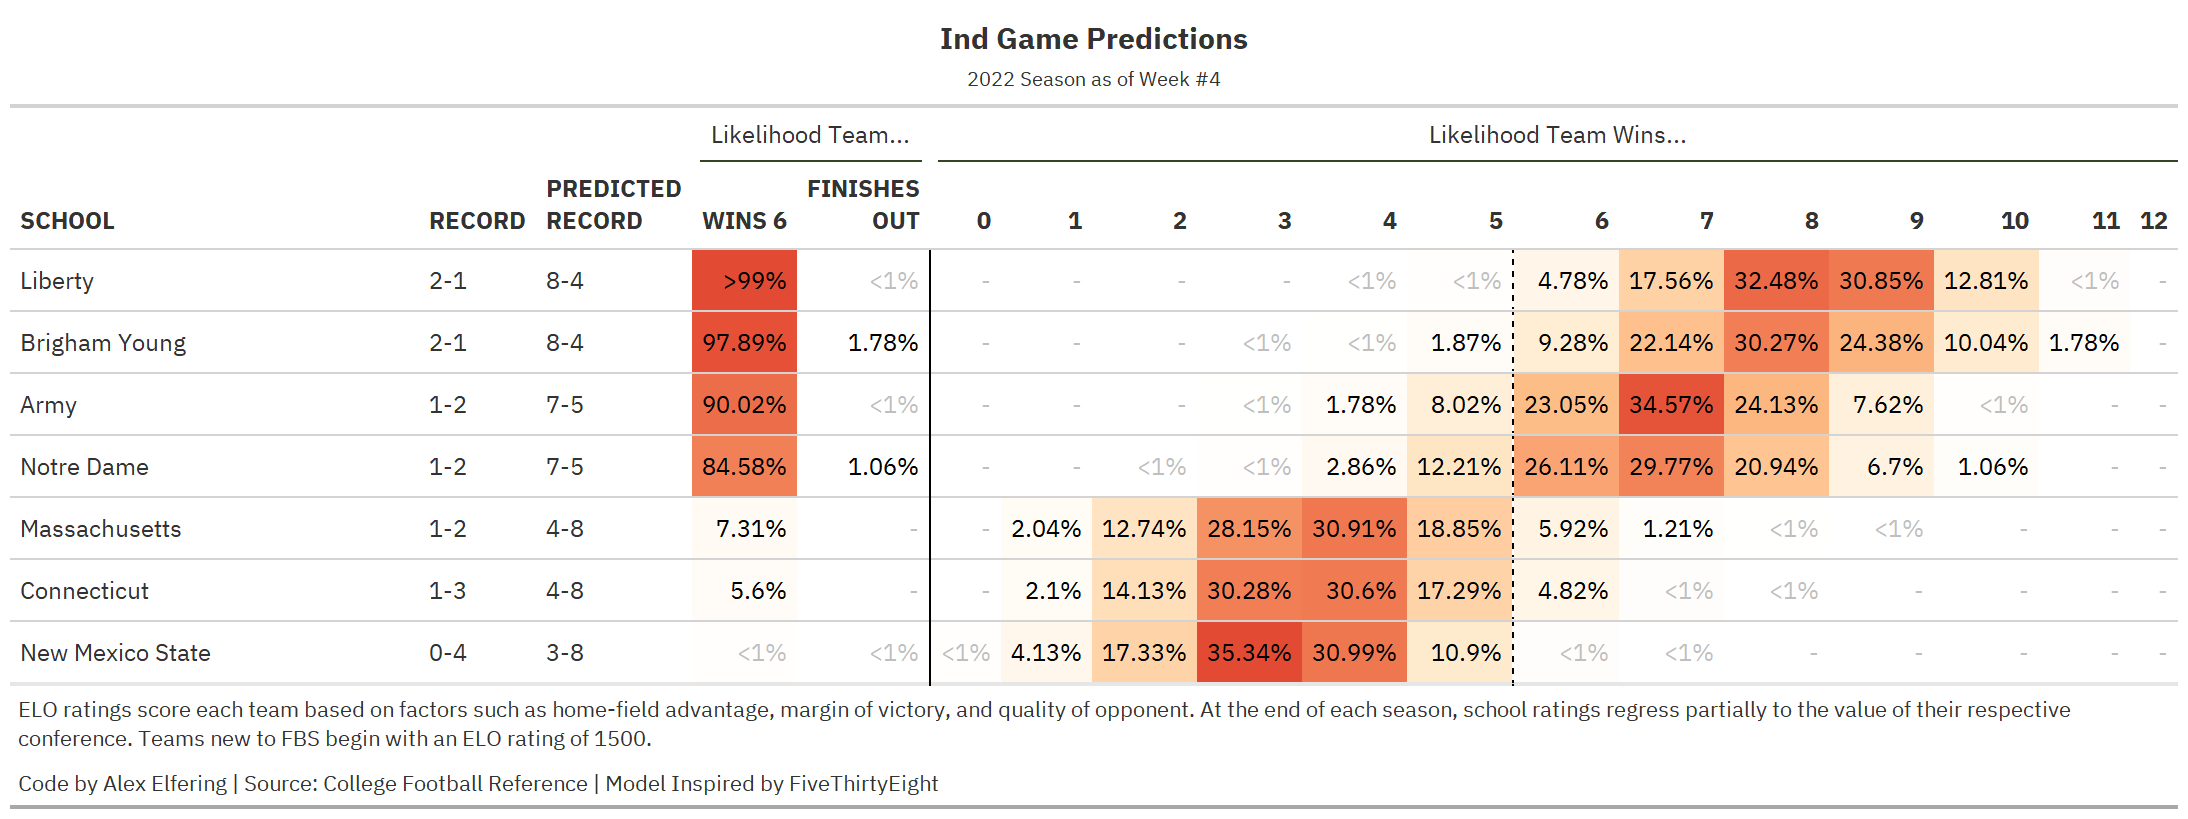 Ind Game Predictions
2022 Season as of Week #4
Likelihood Team... Likelihood Team Wins...
SCHOOL RECORD PREDICTED RECORD WINS 6 FINISHES OUT 0 1 2 3 4 5 6 7 8 9 10 11 12
Liberty 2-1 8-4 >99% <1% - - - - <1% <1% 4.78% 17.56% 32.48% 30.85% 12.81% <1% -
Brigham Young 2-1 8-4 97.89% 1.78% - - - <1% <1% 1.87% 9.28% 22.14% 30.27% 24.38% 10.04% 1.78% -
Army 1-2 7-5 90.02% <1% - - - <1% 1.78% 8.02% 23.05% 34.57% 24.13% 7.62% <1% - -
Notre Dame 1-2 7-5 84.58% 1.06% - - <1% <1% 2.86% 12.21% 26.11% 29.77% 20.94% 6.7% 1.06% - -
Massachusetts 1-2 4-8 7.31% - - 2.04% 12.74% 28.15% 30.91% 18.85% 5.92% 1.21% <1% <1% - - -
Connecticut 1-3 4-8 5.6% - - 2.1% 14.13% 30.28% 30.6% 17.29% 4.82% <1% <1% - - - -
New Mexico State 0-4 3-8 <1% <1% <1% 4.13% 17.33% 35.34% 30.99% 10.9% <1% <1% - - - - -
ELO ratings score each team based on factors such as home-field advantage, margin of victory, and quality of opponent. At the end of each season, school ratings regress partially to the value of their respective
conference. Teams new to FBS begin with an ELO rating of 1500.
Code by Alex Elfering | Source: College Football Reference | Model Inspired by FiveThirtyEight